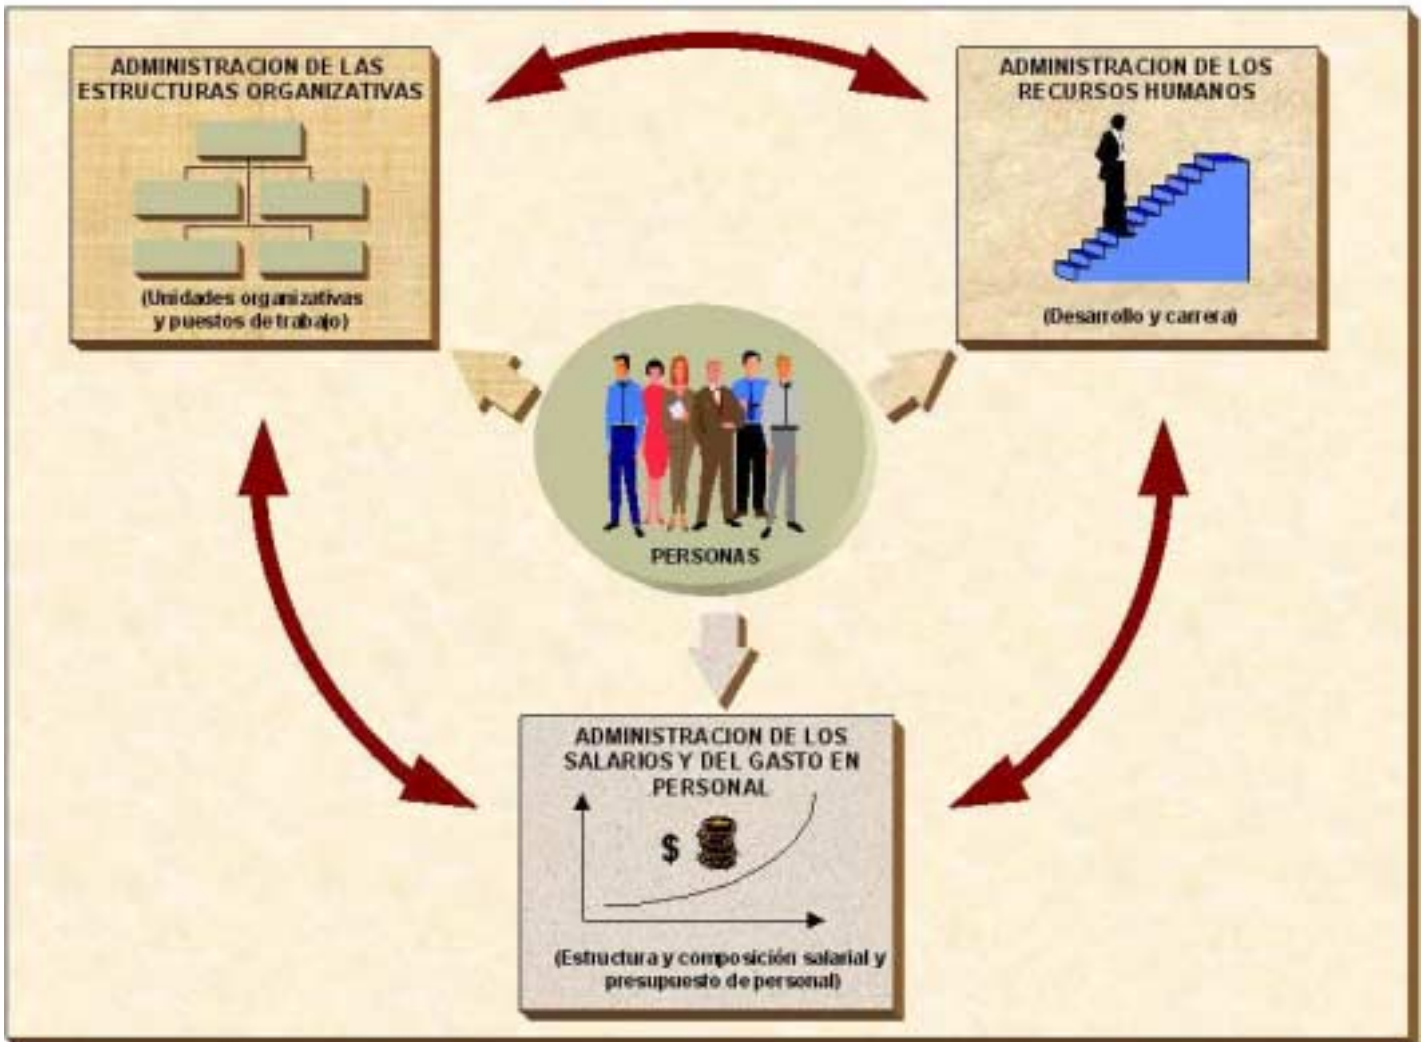 ADMINISTRACION DE LAS
ESTRUCTURAS ORGANIZATIVAS
(Unidades organizativas
y puestos de trabajo)
ADMINISTRACION DE LOS
RECURSOS HUMANOS
(Desarrollo y carrera)
PERSONAS
ADMINISTRACION DE LOS
SALARIOS Y DEL GASTO EN
PERSONAL
$
(Estructura y composición salarial y
presupuesto de personal)